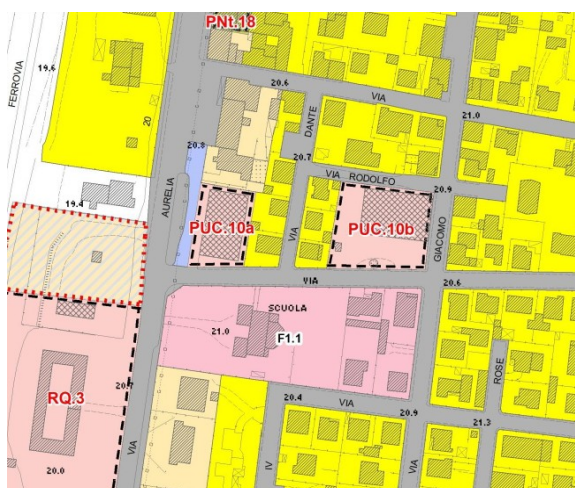 PNt.18
19.6
FERROVIA
20
20.6
VIA
21.0
DANTE
20.8
20.7
VIA RODOLFO
20.9
19.4
AURELIA
PUC.10a
VIA
PUC.10b
GIACOMO
VIA
20.6
SCUOLA
21.0
F1.1
ROSE
RQ.3
20.7
20.4
VIA
20.9
21.3
20.0
VIA
IV
VIA